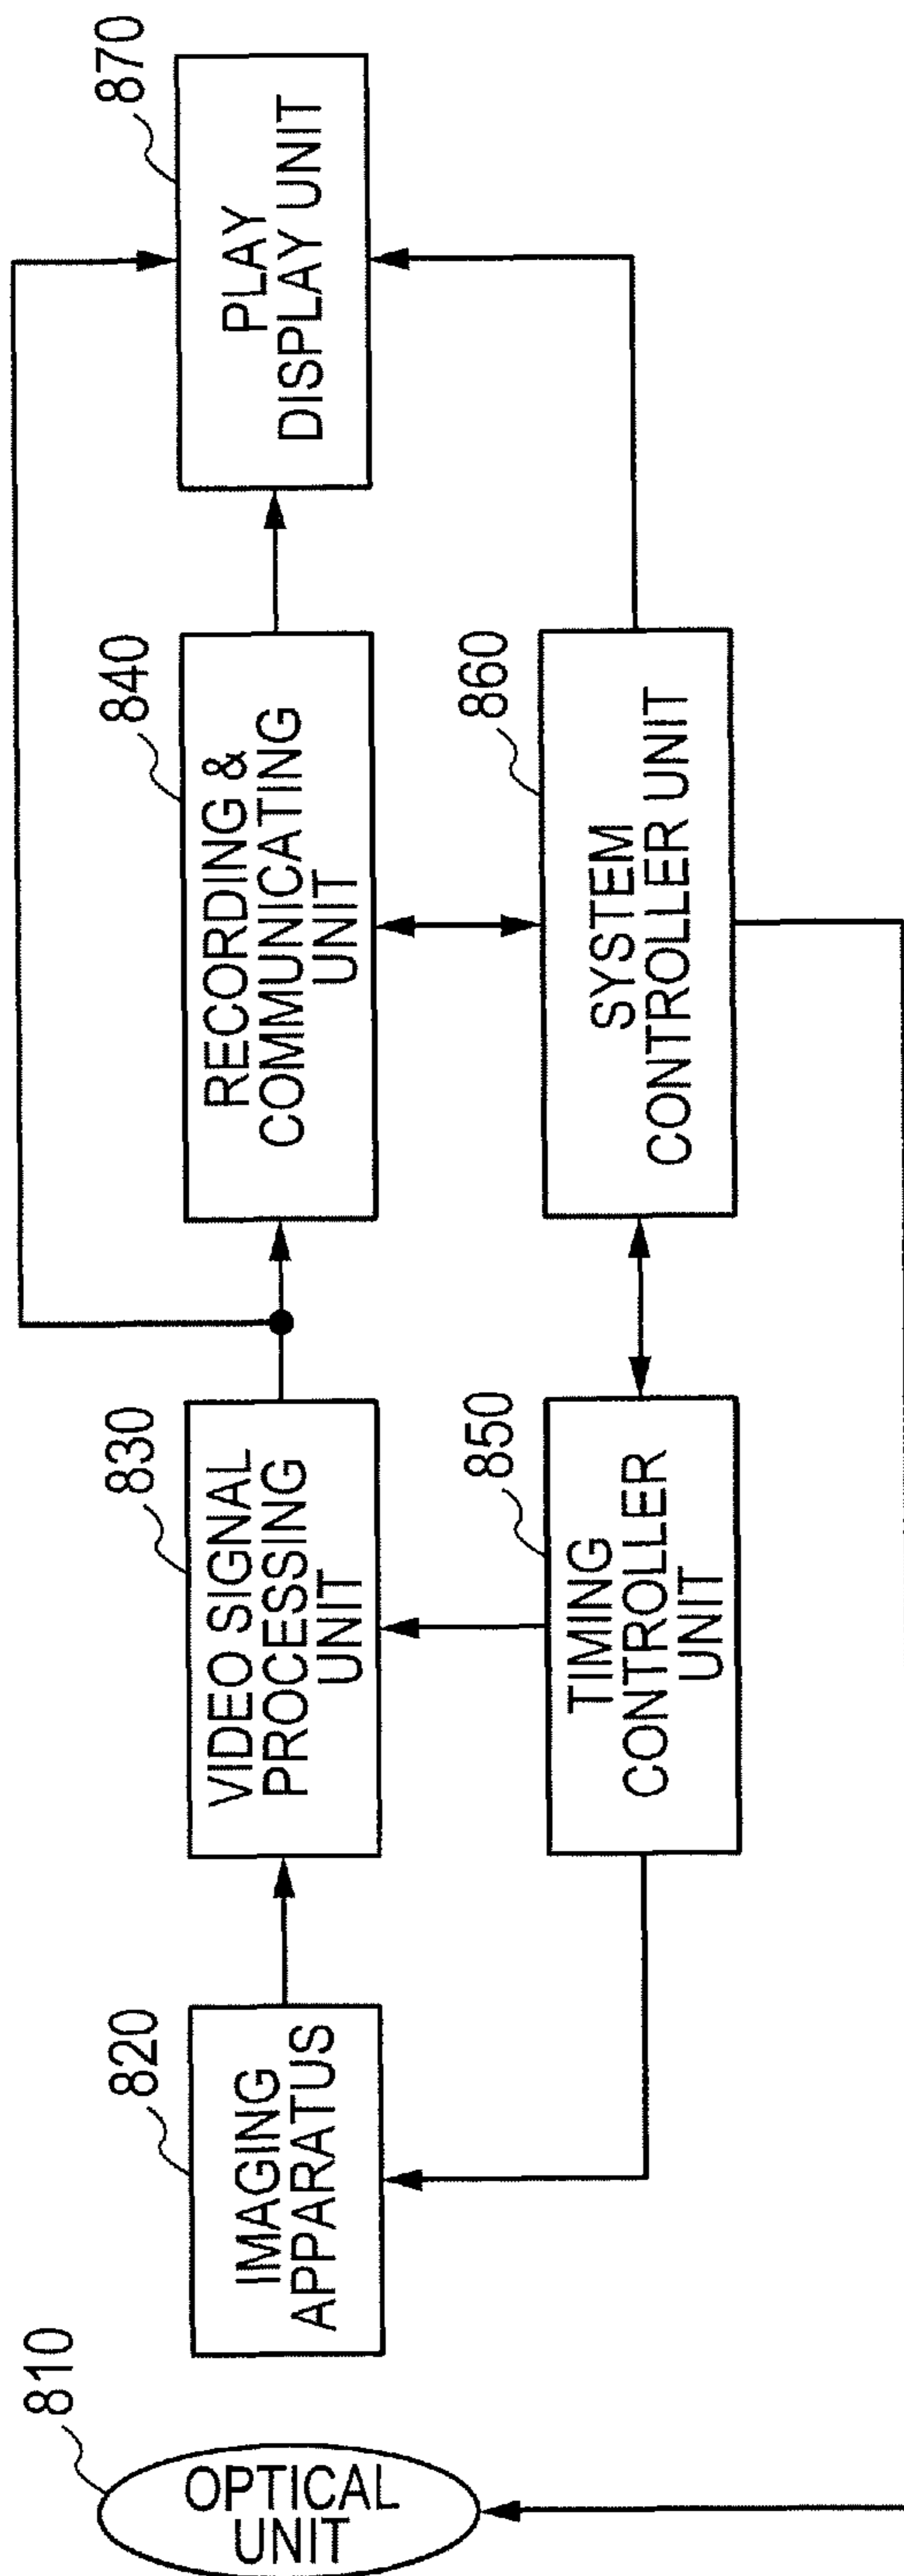 810
OPTICAL
UNIT
820
IMAGING
APPARATUS
830
VIDEO SIGNAL
PROCESSING
UNIT
840
RECORDING &
COMMUNICATING
UNIT
870
PLAY
DISPLAY UNIT
850
TIMING
CONTROLLER
UNIT
860
SYSTEM
CONTROLLER UNIT